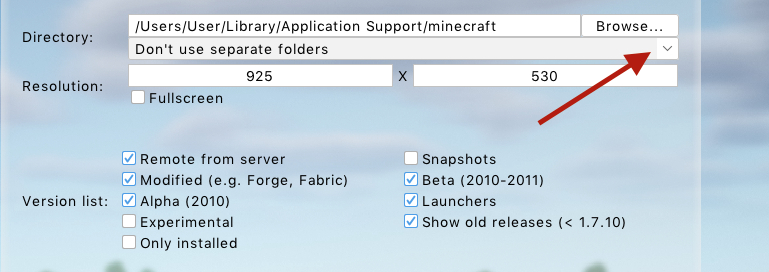 Directory: /Users/User/Library/Application Support/minecraft Browse...
Don't use separate folders
Resolution: 925 X 530
Fullscreen
Remote from server Snapshots
Modified (e.g. Forge, Fabric) Beta (2010-2011)
Version list: Alpha (2010) Launchers
Experimental Show old releases (< 1.7.10)
Only installed